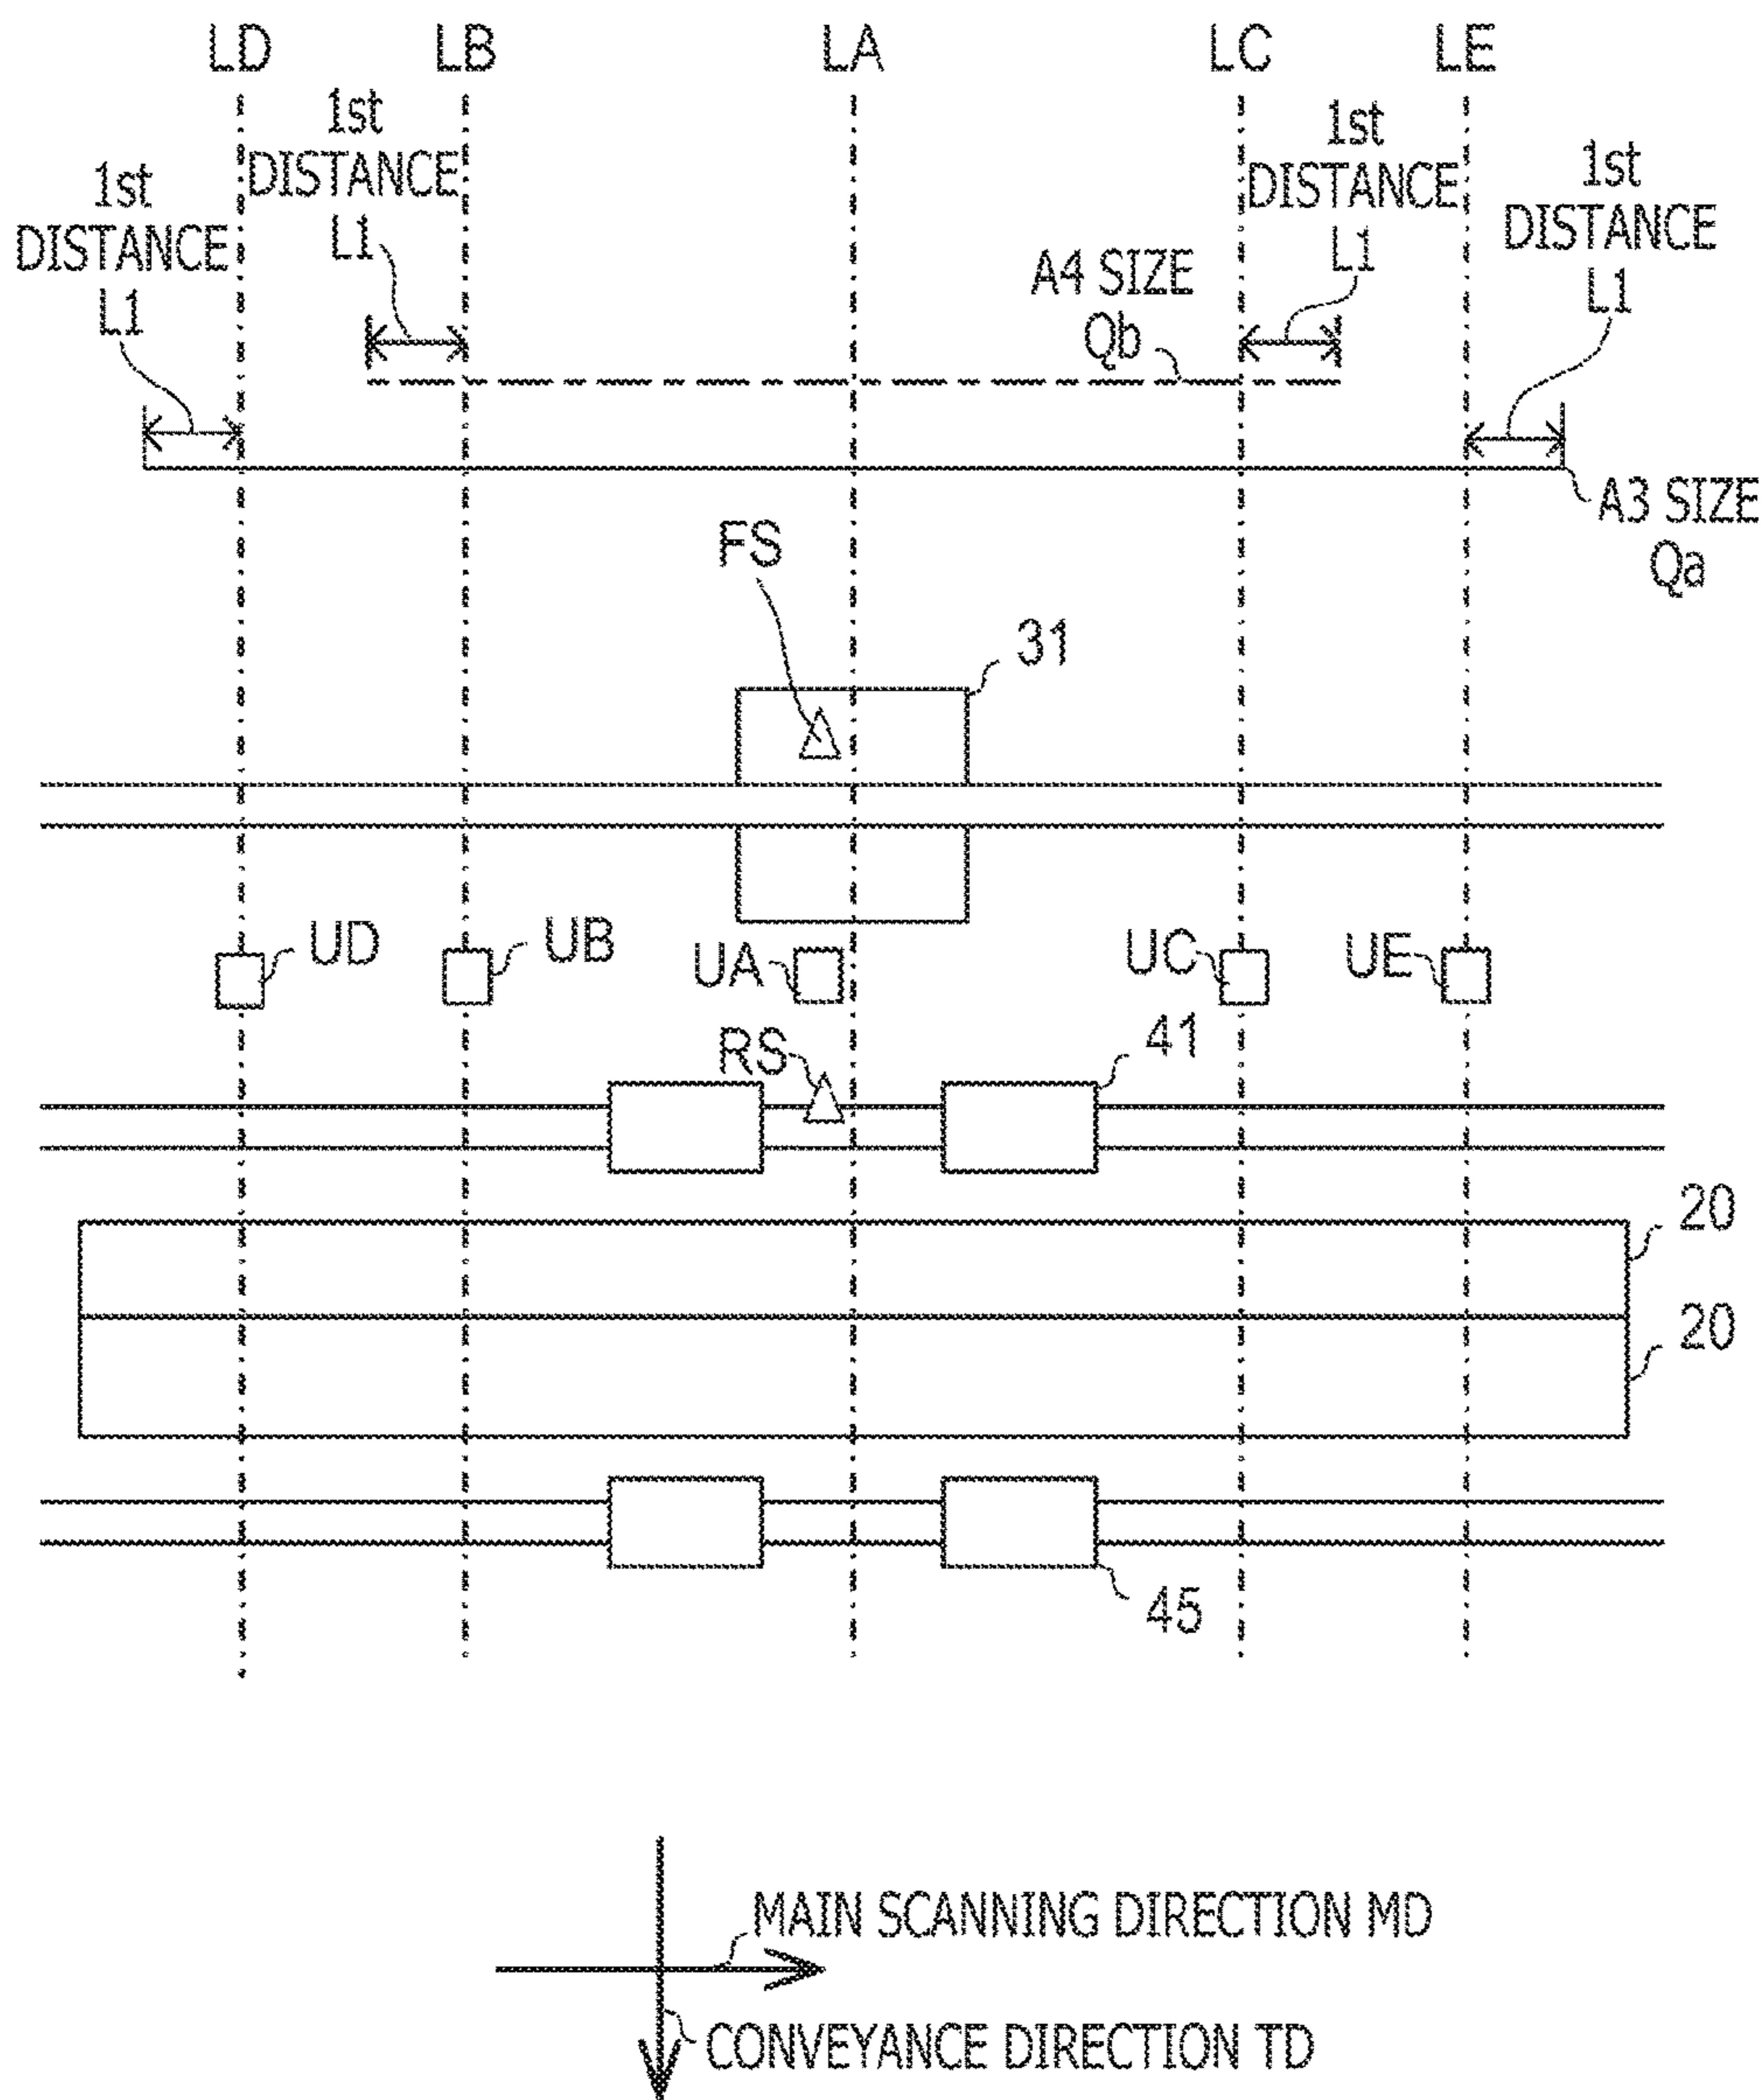 LD LB LA LC LE
1st
DISTANCE
L1
1st
DISTANCE
L1
1st
DISTANCE
L1
1st
DISTANCE
L1
A4 SIZE
Qb
A3 SIZE
Qa
FS
31
UD UB UA UC UE
RS
41
20
20
45
MAIN SCANNING DIRECTION MD
CONVEYANCE DIRECTION TD